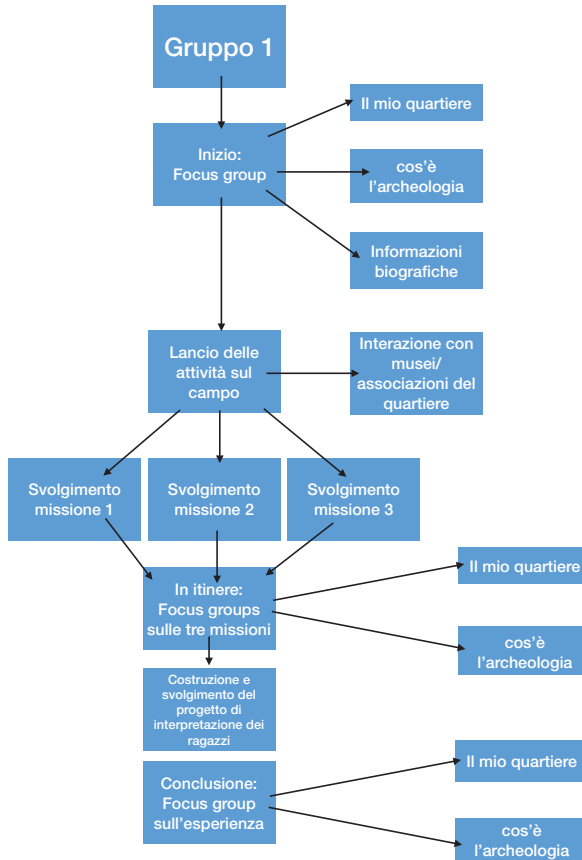 Gruppo 1
Il mio quartiere
Inizio:
Focus group
cos'è
l'archeologia
Informazioni
biografiche
Lancio delle
attività sul
campo
Interazione con
musei/
associazioni del
quartiere
Svolgimento
missione 1
Svolgimento
missione 2
Svolgimento
missione 3
In itinere:
Focus groups
sulle tre missioni
Il mio quartiere
cos'è
l'archeologia
Costruzione e
svolgimento del
progetto di
interpretazione dei
ragazzi
Conclusione:
Focus group
sull'esperienza
Il mio quartiere
cos'è
l'archeologia